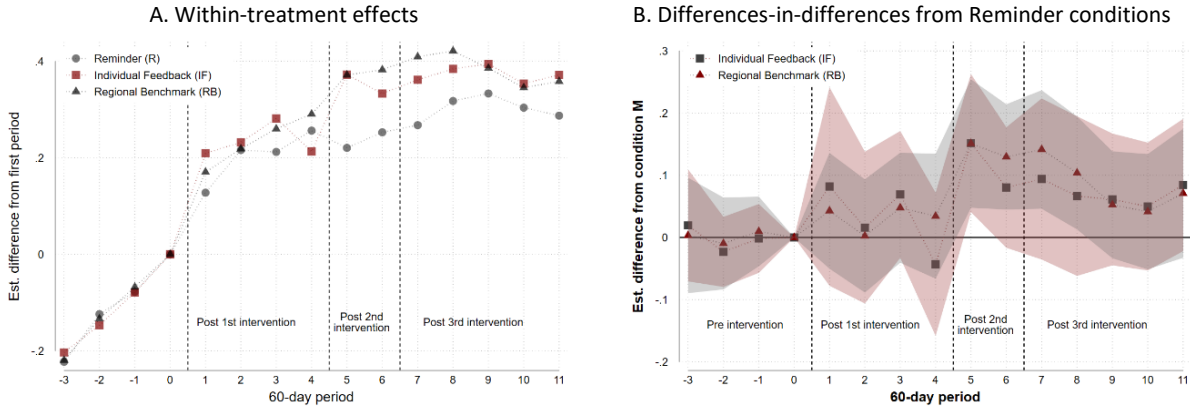 A. Within-treatment effects
Est. difference from first period
.4
.2
0
-.2
Reminder (R)
Individual Feedback (IF)
Regional Benchmark (RB)
Post 1st intervention
Post 2nd
intervention
Post 3rd intervention
-3 -2 -1 0 1 2 3 4 5 6 7 8 9 10 11
60-day period
B. Differences-in-differences from Reminder conditions
Est. difference from condition M
.3
.2
.1
0
-.1
-.2
Individual Feedback (IF)
Regional Benchmark (RB)
Pre intervention
Post 1st intervention
Post 2nd
intervention
Post 3rd intervention
-3 -2 -1 0 1 2 3 4 5 6 7 8 9 10 11
60-day period